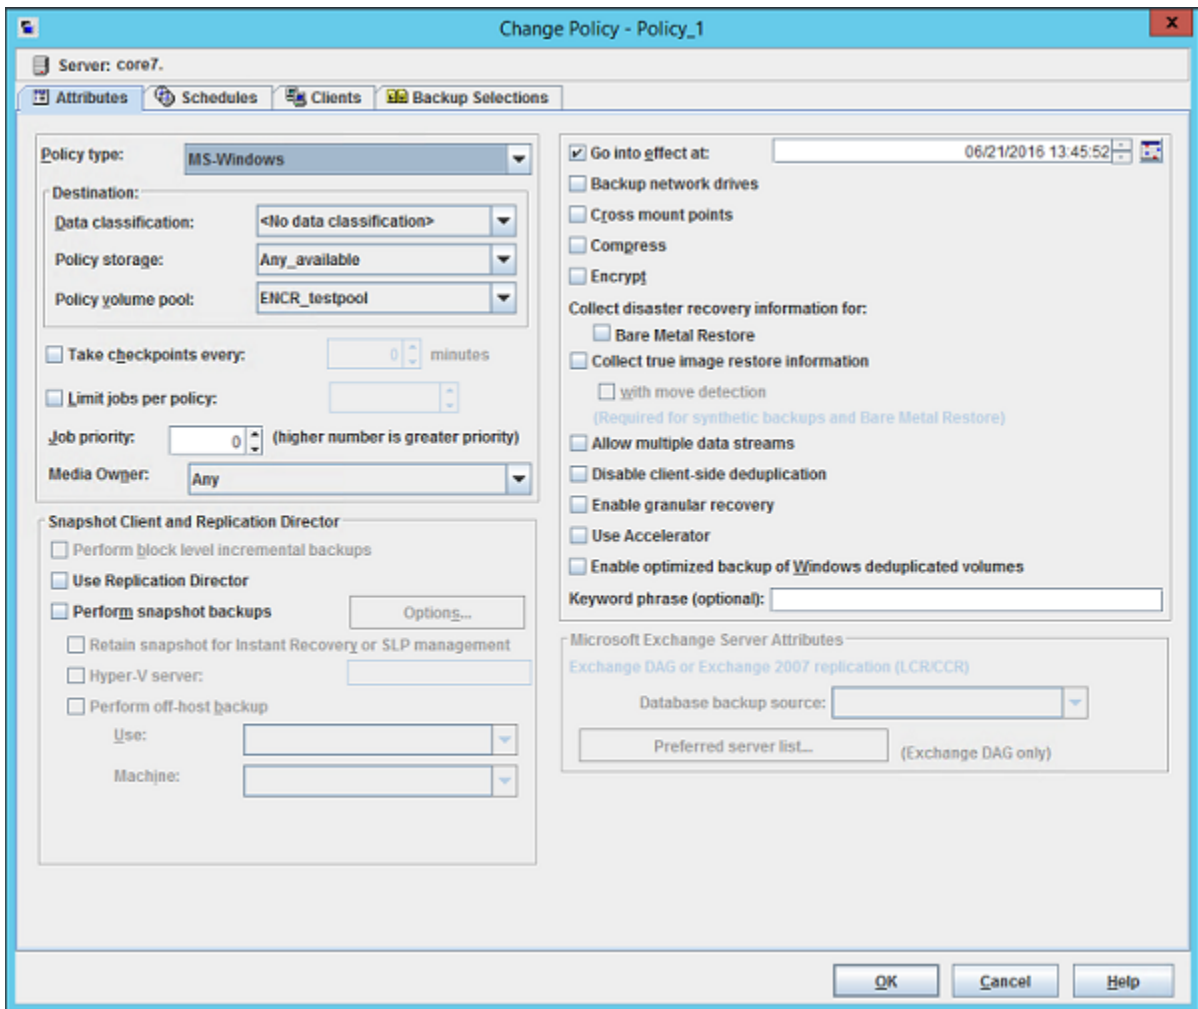 Change Policy - Policy_1
x
Server: core7.
Attributes Schedules Clients Backup Selections
Policy type: MS-Windows
Destination:
Data classification: <No data classification>
Policy storage: Any_available
Policy volume pool: ENCR_testpool
Take checkpoints every: 0 minutes
Limit jobs per policy:
Job priority: 0 (higher number is greater priority)
Media Owner: Any
Snapshot Client and Replication Director
Perform block level incremental backups
Use Replication Director
Perform snapshot backups Options...
Retain snapshot for Instant Recovery or SLP management
Hyper-V server:
Perform off-host backup
Use:
Machine:
Go into effect at: 06/21/2016 13:45:52
Backup network drives
Cross mount points
Compress
Encrypt
Collect disaster recovery information for:
Bare Metal Restore
Collect true image restore information
with move detection
(Required for synthetic backups and Bare Metal Restore)
Allow multiple data streams
Disable client-side deduplication
Enable granular recovery
Use Accelerator
Enable optimized backup of Windows deduplicated volumes
Keyword phrase (optional):
Microsoft Exchange Server Attributes
Exchange DAG or Exchange 2007 replication (LCR/CCR)
Database backup source:
Preferred server list... (Exchange DAG only)
OK Cancel Help